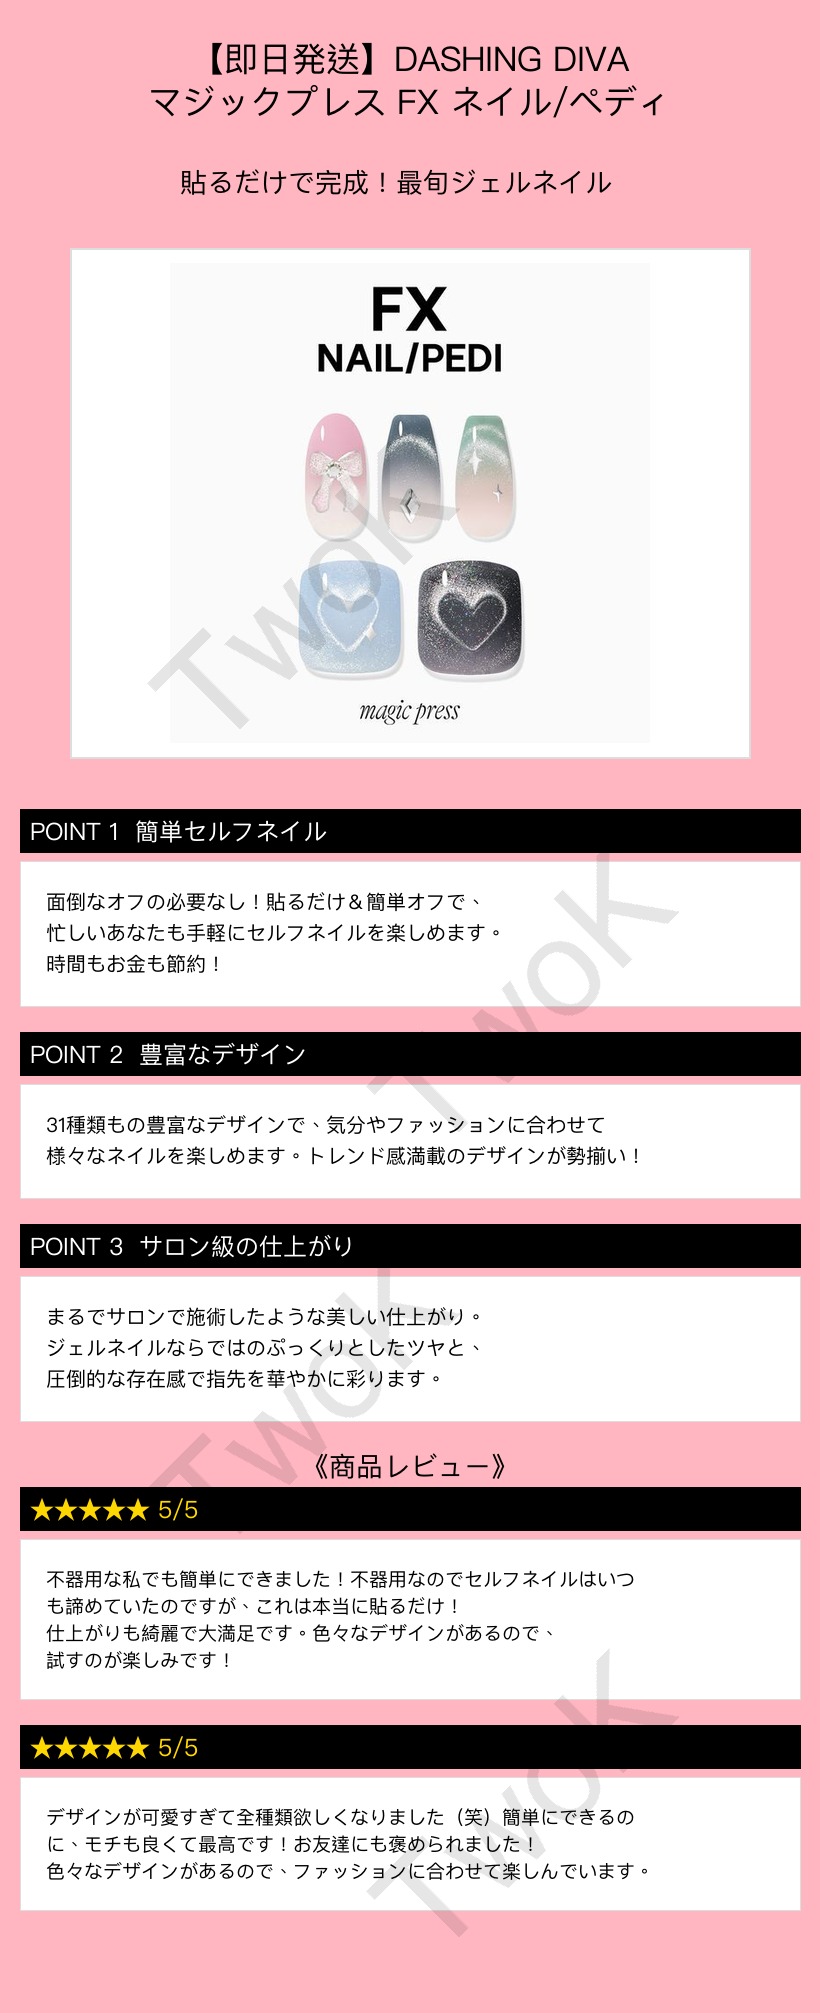 【即日発送】DASHING DIVA
マジックプレス FX ネイル/ペディ
貼るだけで完成！最旬ジェルネイル
FX
NAIL/PEDI
magic press
TwoK
POINT 1 簡単セルフネイル
面倒なオフの必要なし！貼るだけ＆簡単オフで、
忙しいあなたも手軽にセルフネイルを楽しめます。
時間もお金も節約！
TwoK
POINT 2 豊富なデザイン
31種類もの豊富なデザインで、気分やファッションに合わせて
様々なネイルを楽しめます。トレンド感満載のデザインが勢揃い！
POINT 3 サロン級の仕上がり
まるでサロンで施術したような美しい仕上がり。
ジェルネイルならではのぷっくりとしたツヤと、
圧倒的な存在感で指先を華やかに彩ります。
TwoK
《商品レビュー》
★★★★★ 5/5
不器用な私でも簡単にできました！不器用なのでセルフネイルはいつ
も諦めていたのですが、これは本当に貼るだけ！
仕上がりも綺麗で大満足です。色々なデザインがあるので、
試すのが楽しみです！
★★★★★ 5/5
デザインが可愛すぎて全種類欲しくなりました（笑）簡単にできるの
に、モチも良くて最高です！お友達にも褒められました！
色々なデザインがあるので、ファッションに合わせて楽しんでいます。
TwoK